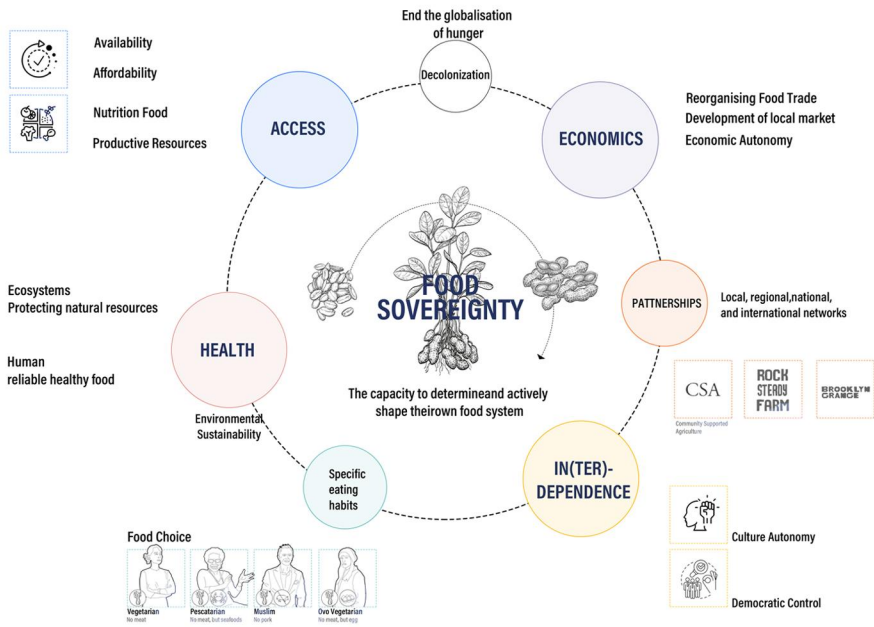 End the globalisation
of hunger
Decolonization
Availability
Affordability
Nutrition Food
Productive Resources
ACCESS
ECONOMICS
Reorganising Food Trade
Development of local market
Economic Autonomy
FOOD
SOVEREIGNTY
The capacity to determineand actively
shape theirown food system
Ecosystems
Protecting natural resources
Human
reliable healthy food
HEALTH
Environmental
Sustainability
PATTNERSHIPS
Local, regional,national,
and international networks
CSA
Community Supported
Agriculture
ROCK
STEADY
FARM
BROOKLYN
GRANGE
IN(TER)-
DEPENDENCE
Culture Autonomy
Democratic Control
Specific
eating
habits
Food Choice
Vegetarian
No meat
Pescatarian
No meat, but seafoods
Muslim
No pork
Ovo Vegetarian
No meat, but egg